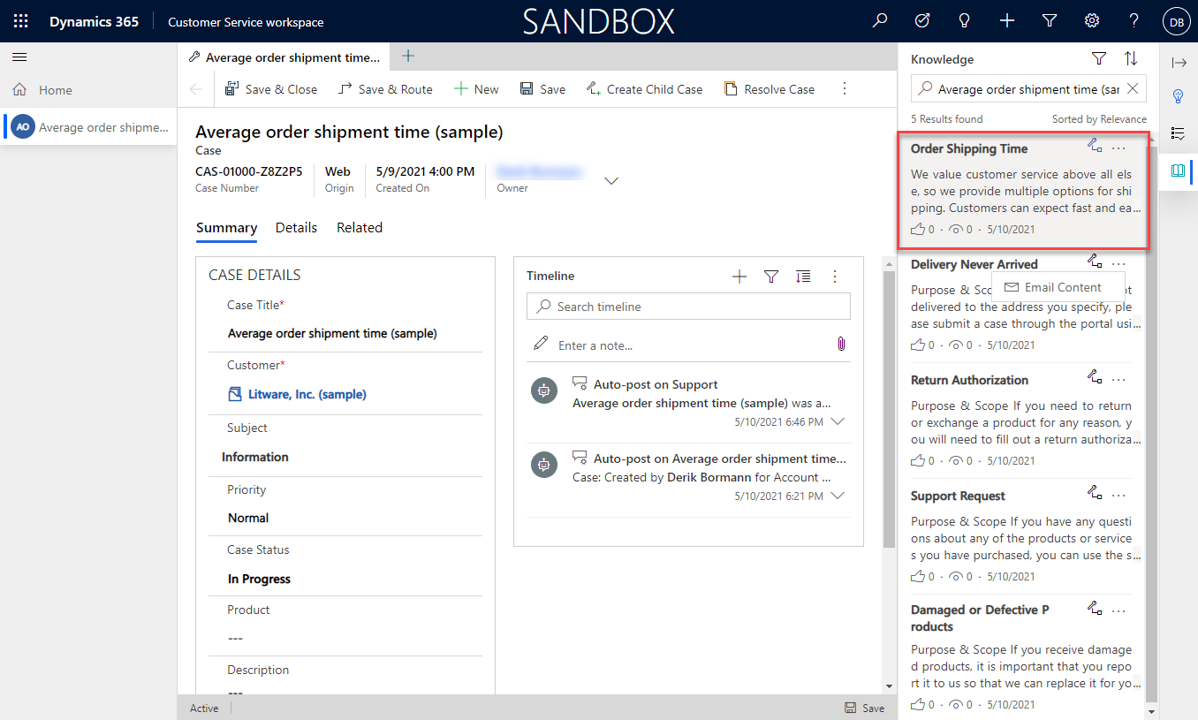 Dynamics 365
Customer Service workspace
SANDBOX
?
DB
Home
AO
Average order shipme...
Average order shipment time...
Save & Close
Save & Route
New
Save
Create Child Case
Resolve Case
Average order shipment time (sample)
Case
CAS-01000-Z8Z2P5
Case Number
Web
Origin
5/9/2021 4:00 PM
Created On
Owner
Summary
Details
Related
CASE DETAILS
Case Title*
Average order shipment time (sample)
Customer*
Litware, Inc. (sample)
Subject
Information
Priority
Normal
Case Status
In Progress
Product
---
Description
---
Timeline
Search timeline
Enter a note...
Auto-post on Support
Average order shipment time (sample) was a...
5/10/2021 6:46 PM
Auto-post on Average order shipment time...
Case: Created by Derik Bormann for Account ...
5/10/2021 6:21 PM
Active
Save
Knowledge
Average order shipment time (sar
5 Results found
Sorted by Relevance
Order Shipping Time
We value customer service above all els
e, so we provide multiple options for shi
pping. Customers can expect fast and ea...
0 · 0 · 5/10/2021
Delivery Never Arrived
Email Content
Purpose & Sco
delivered to the address you specify, ple
ase submit a case through the portal usi...
0 · 0 · 5/10/2021
Return Authorization
Purpose & Scope If you need to return
or exchange a product for any reason, y
ou will need to fill out a return authoriza...
0 · 0 · 5/10/2021
Support Request
Purpose & Scope If you have any questi
ons about any of the products or service
s you have purchased, you can use the s...
0 · 0 · 5/10/2021
Damaged or Defective P
roducts
Purpose & Scope If you receive damage
d products, it is important that you repo
rt it to us so that we can replace it for yo...
0 · 0 · 5/10/2021